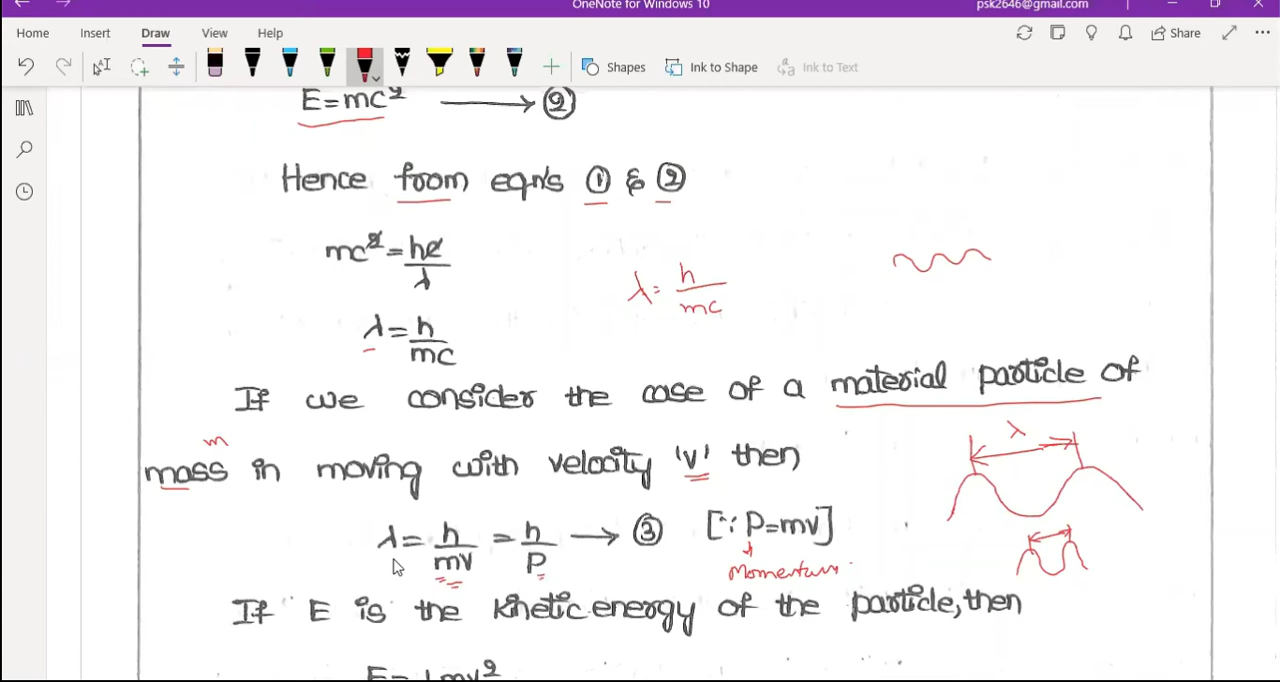 OneNote for Windows 10
psk2646@gmail.com
Home Insert Draw View Help
Share
Shapes Ink to Shape Ink to Text
E=mc² ⟶ ②
Hence from eqn's ① & ②
mc² = hc/λ
λ = h/mc
λ = h/mc
If we consider the case of a material particle of
m
mass in moving with velocity 'v' then
λ
λ = h/mv = h/P ⟶ ③ [∵ P=mv]
Momentum
If E is the kinetic energy of the particle, then